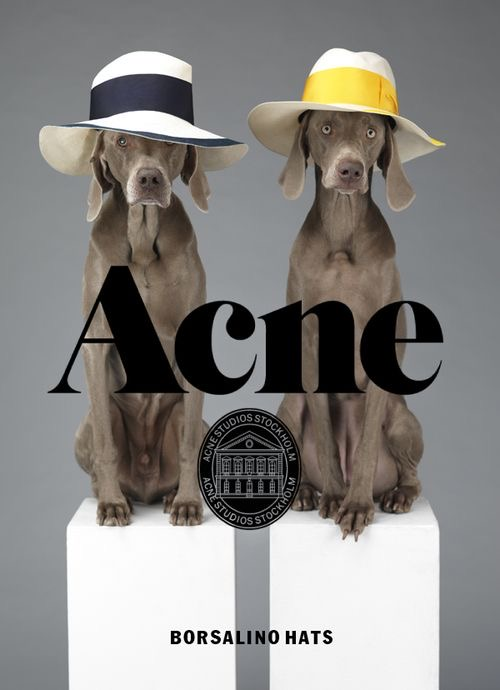 Acne
ACNE STUDIOS STOCKHOLM
ACNE STUDIOS STOCKHOLM
BORSALINO HATS